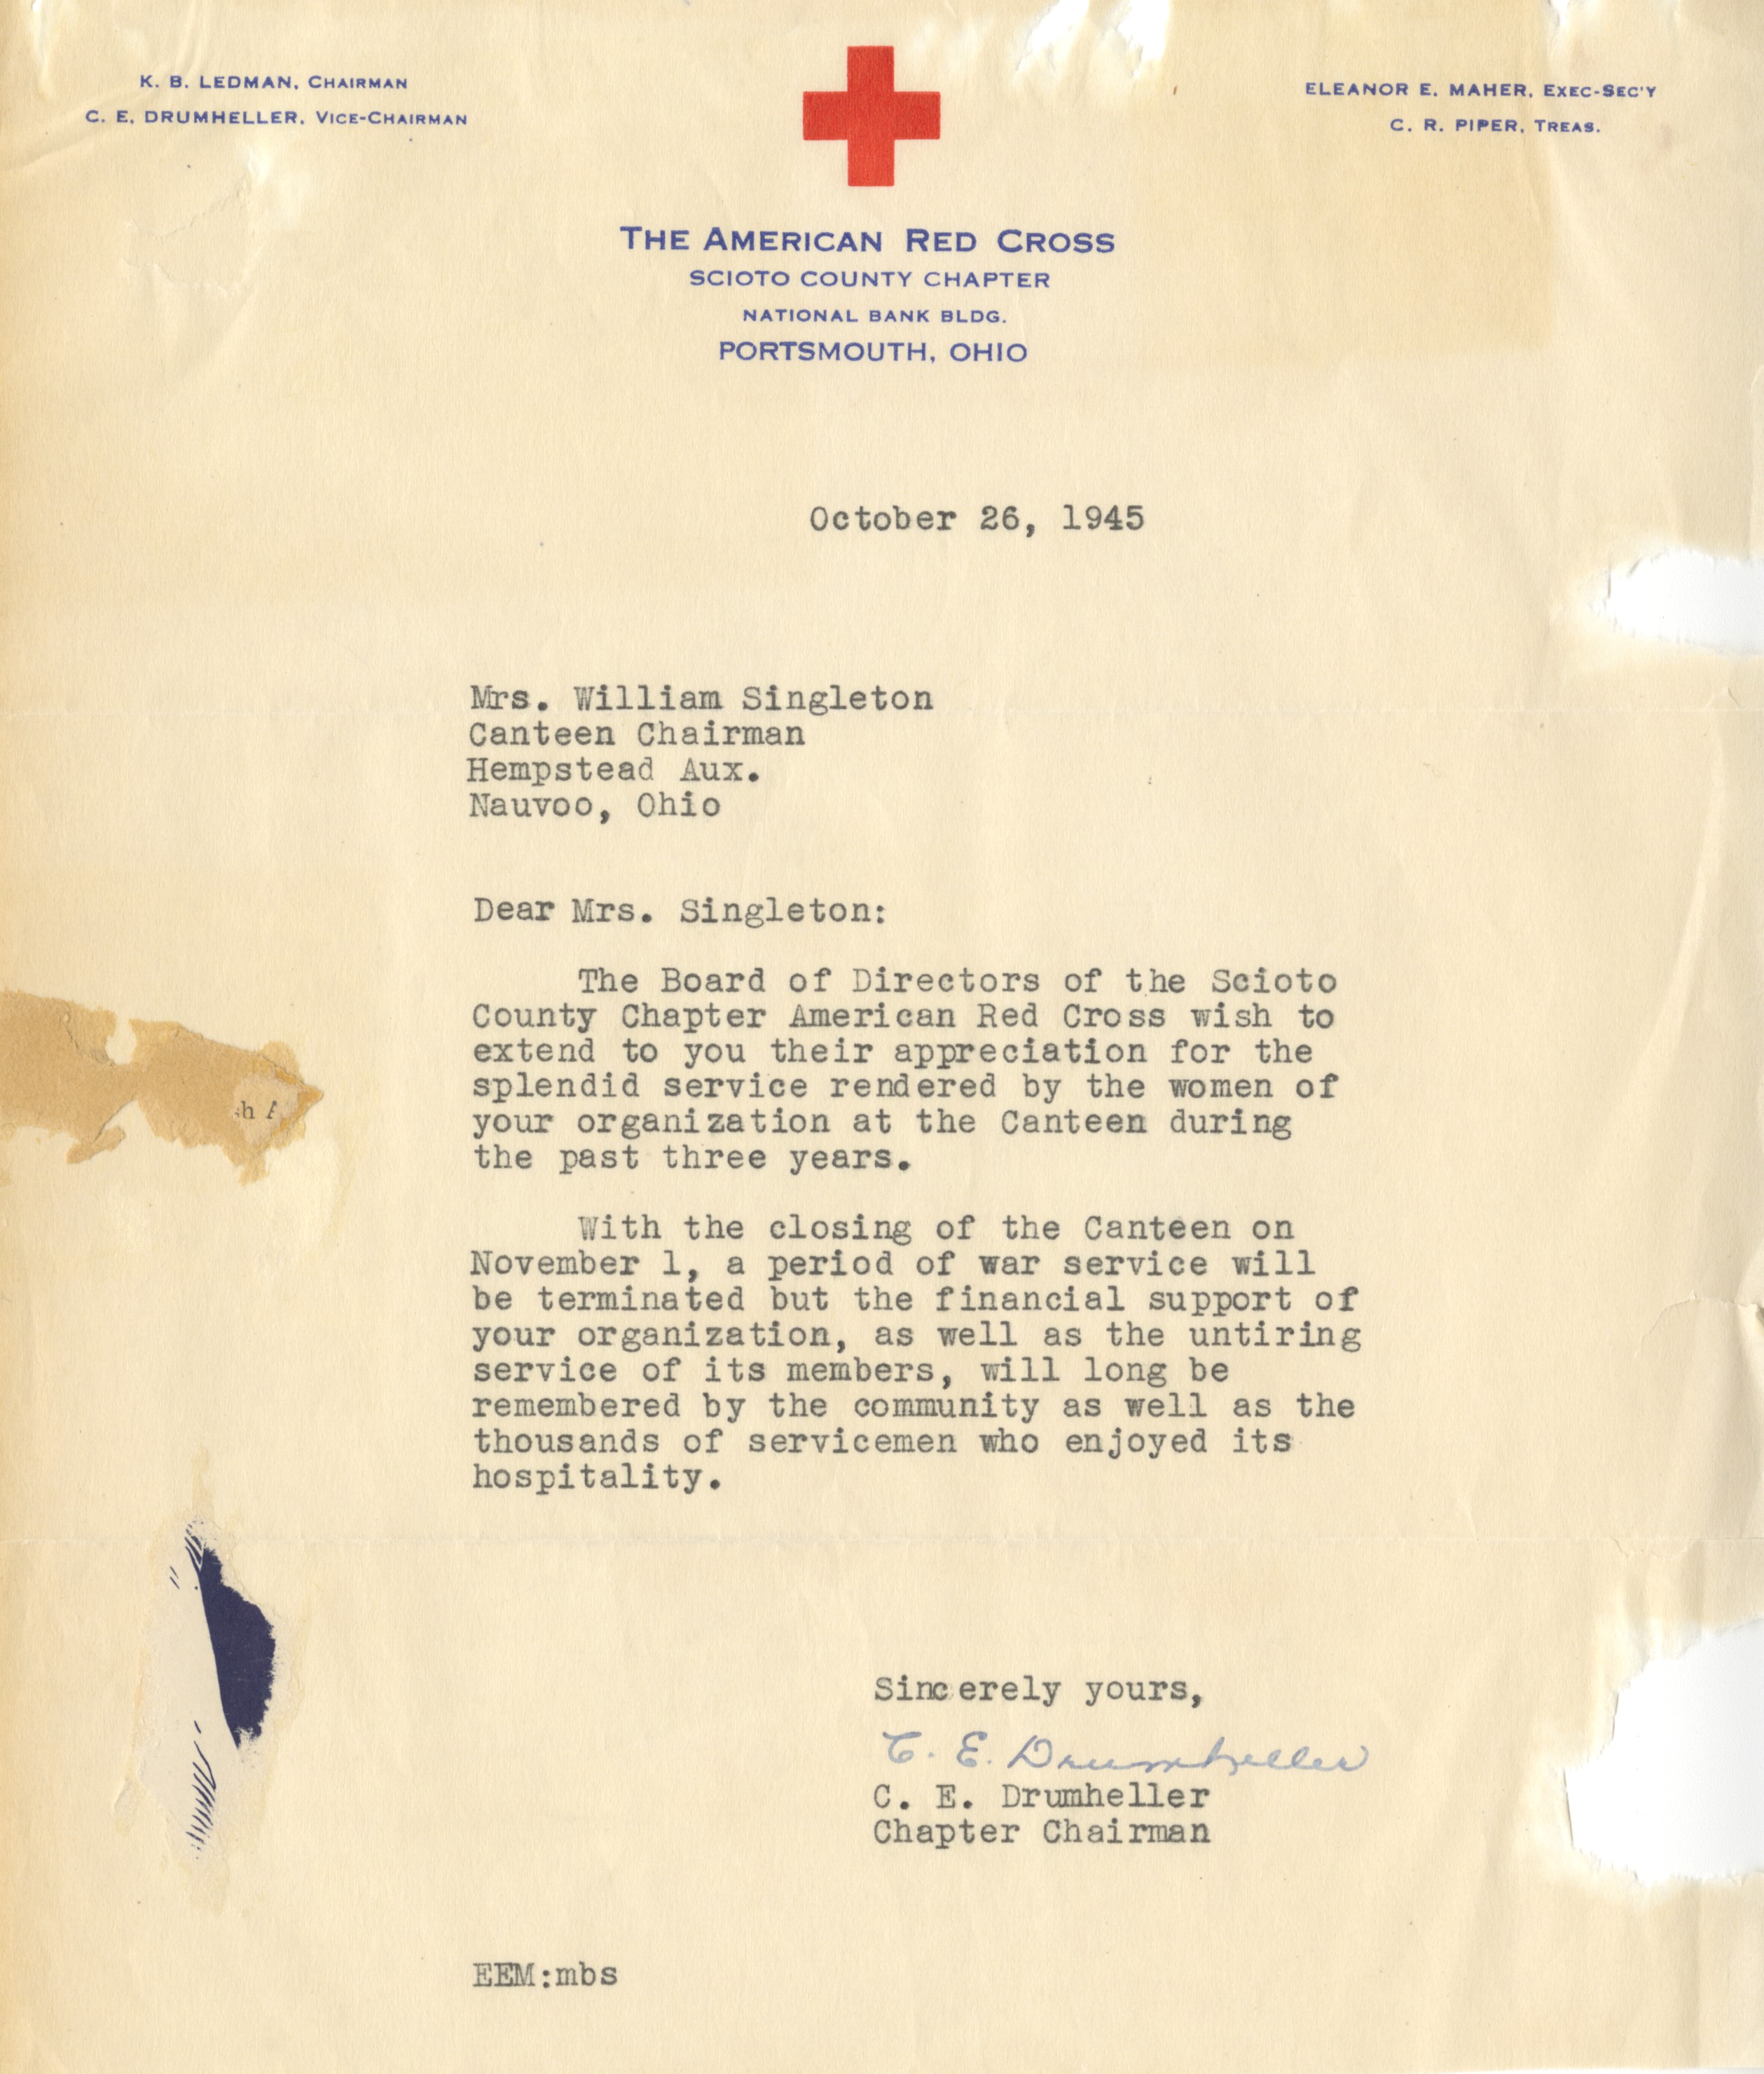 K. B. LEDMAN, CHAIRMAN
C. E. DRUMHELLER, VICE-CHAIRMAN
ELEANOR E. MAHER, EXEC-SEC'Y
C. R. PIPER, TREAS.
THE AMERICAN RED CROSS
SCIOTO COUNTY CHAPTER
NATIONAL BANK BLDG.
PORTSMOUTH, OHIO
October 26, 1945
Mrs. William Singleton
Canteen Chairman
Hempstead Aux.
Nauvoo, Ohio
Dear Mrs. Singleton:
The Board of Directors of the Scioto
County Chapter American Red Cross wish to
extend to you their appreciation for the
splendid service rendered by the women of
your organization at the Canteen during
the past three years.
With the closing of the Canteen on
November 1, a period of war service will
be terminated but the financial support of
your organization, as well as the untiring
service of its members, will long be
remembered by the community as well as the
thousands of servicemen who enjoyed its
hospitality.
Sincerely yours,
C. E. Drumheller
C. E. Drumheller
Chapter Chairman
EEM:mbs